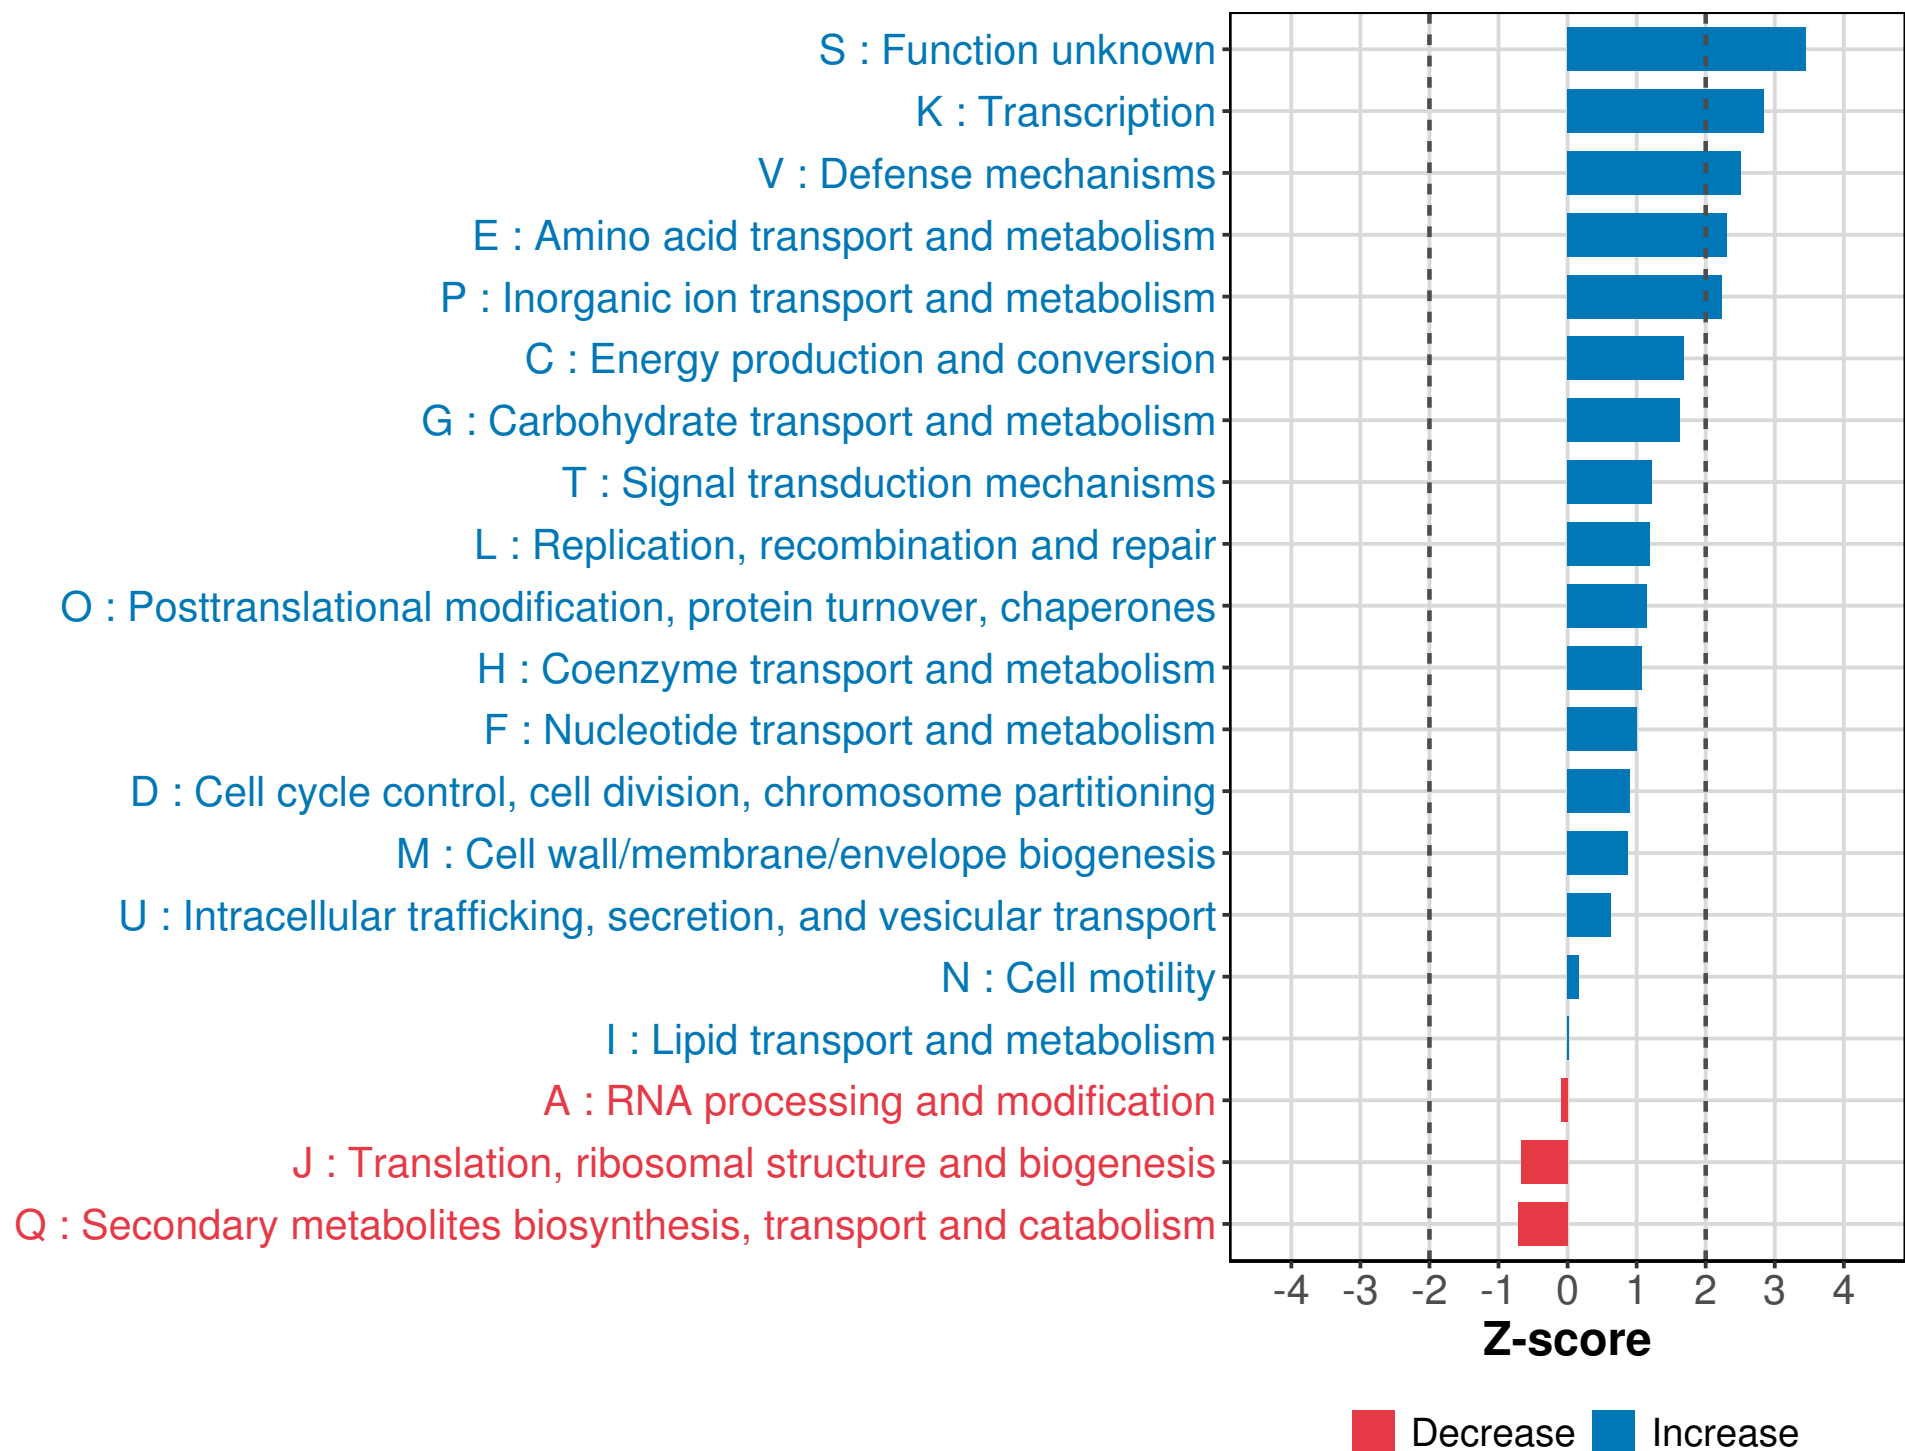 S : Function unknown
K : Transcription
V : Defense mechanisms
E : Amino acid transport and metabolism
P : Inorganic ion transport and metabolism
C : Energy production and conversion
G : Carbohydrate transport and metabolism
T : Signal transduction mechanisms
L : Replication, recombination and repair
O : Posttranslational modification, protein turnover, chaperones
H : Coenzyme transport and metabolism
F : Nucleotide transport and metabolism
D : Cell cycle control, cell division, chromosome partitioning
M : Cell wall/membrane/envelope biogenesis
U : Intracellular trafficking, secretion, and vesicular transport
N : Cell motility
I : Lipid transport and metabolism
A : RNA processing and modification
J : Translation, ribosomal structure and biogenesis
Q : Secondary metabolites biosynthesis, transport and catabolism
-4 -3 -2 -1 0 1 2 3 4
Z-score
Decrease Increase